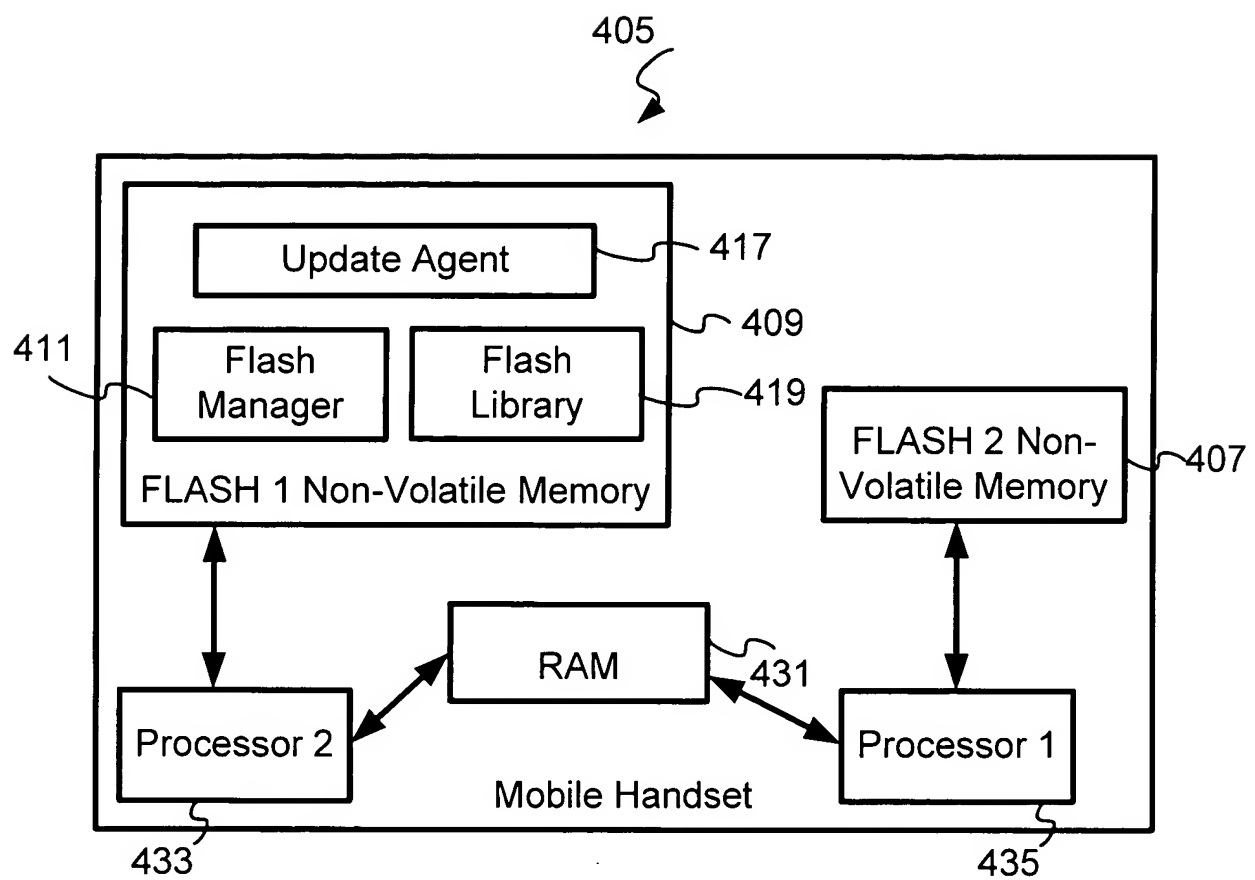 405
Update Agent
417
409
411
Flash
Manager
Flash
Library
419
FLASH 1 Non-Volatile Memory
FLASH 2 Non-
Volatile Memory
407
RAM
431
Processor 2
Processor 1
Mobile Handset
433
435